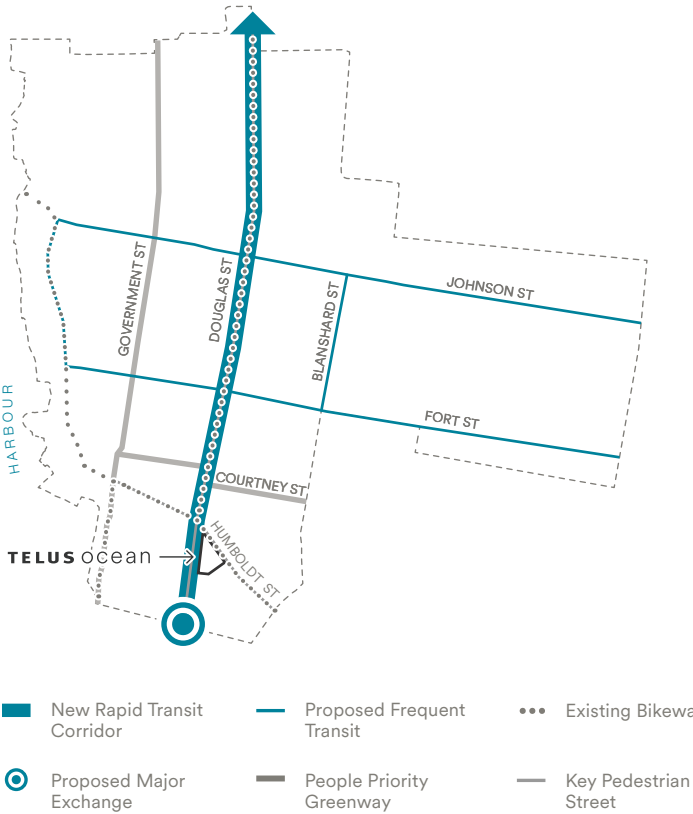 GOVERNMENT ST
DOUGLAS ST
BLANSHARD ST
JOHNSON ST
HARBOUR
FORT ST
COURTNEY ST
HUMBOLDT ST
TELUS ocean
New Rapid Transit
Corridor
Proposed Frequent
Transit
Existing Bikewa
Proposed Major
Exchange
People Priority
Greenway
Key Pedestrian
Street